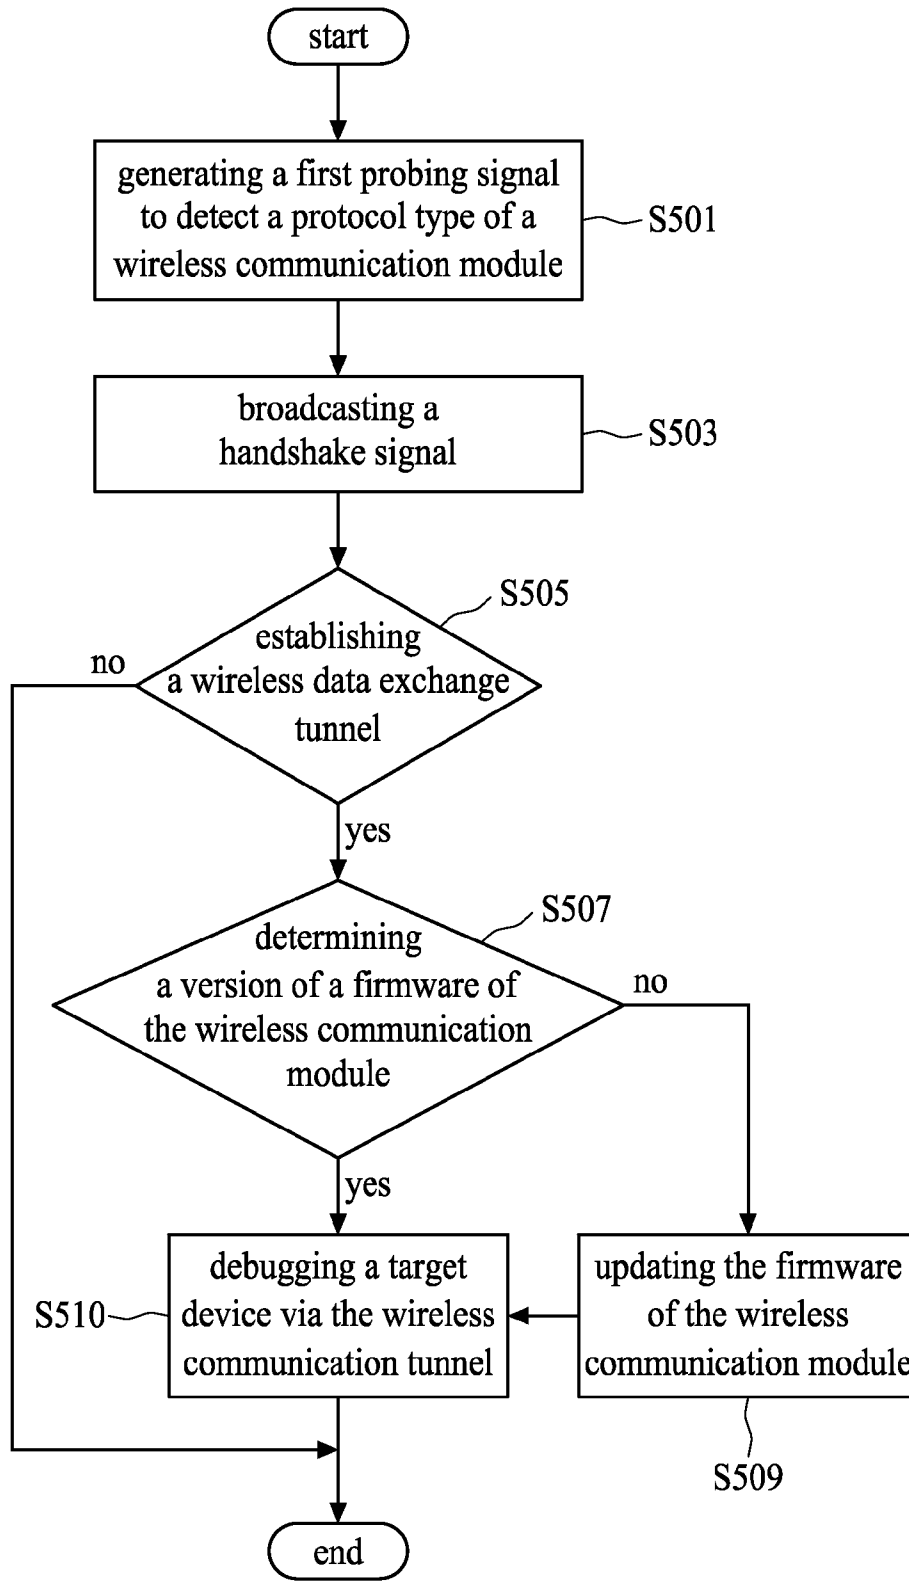 start
generating a first probing signal
to detect a protocol type of a
wireless communication module
S501
broadcasting a
handshake signal
S503
S505
establishing
a wireless data exchange
tunnel
no
yes
S507
determining
a version of a firmware of
the wireless communication
module
no
yes
debugging a target
device via the wireless
communication tunnel
S510
updating the firmware
of the wireless
communication module
S509
end